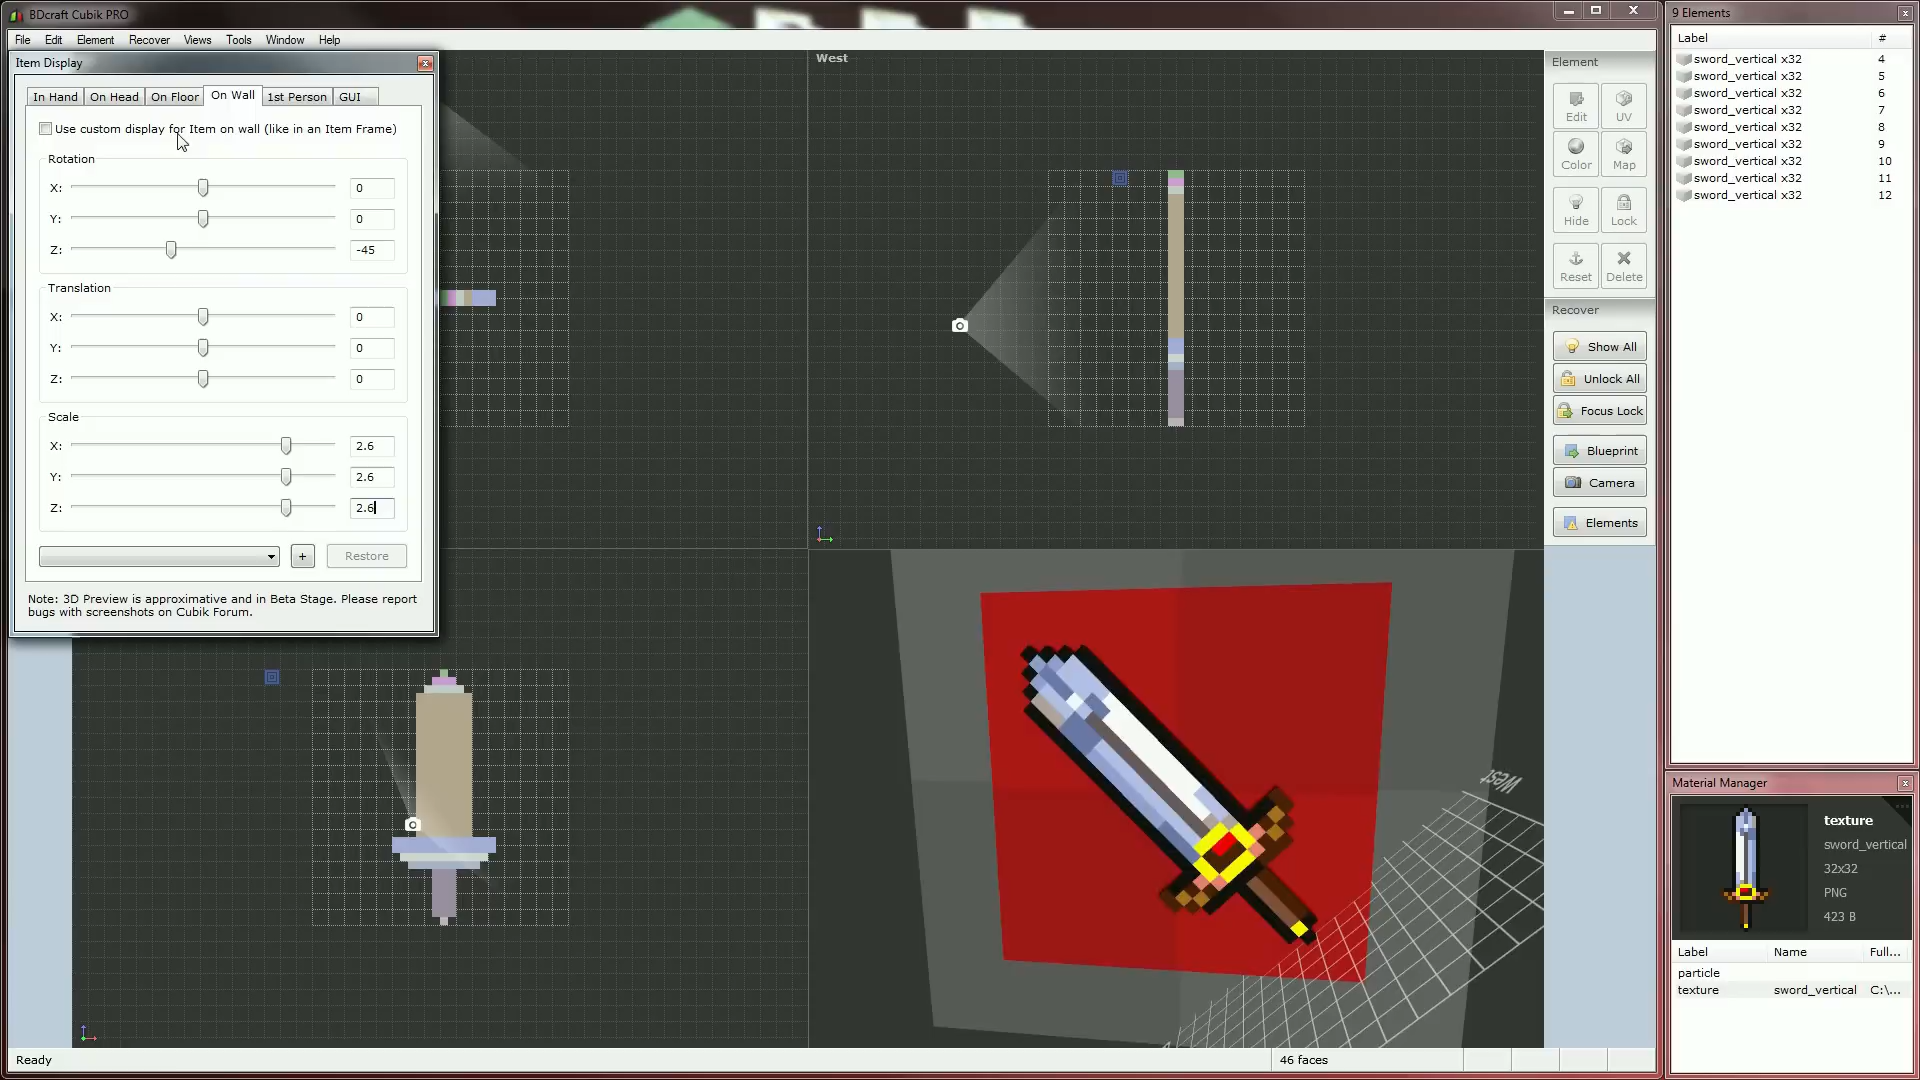 BDcraft Cubik PRO
File Edit Element Recover Views Tools Window Help
Item Display
In Hand On Head On Floor On Wall 1st Person GUI
Use custom display for Item on wall (like in an Item Frame)
Rotation
X: 0
Y: 0
Z: -45
Translation
X: 0
Y: 0
Z: 0
Scale
X: 2.6
Y: 2.6
Z: 2.6
+ Restore
Note: 3D Preview is approximative and in Beta Stage. Please report
bugs with screenshots on Cubik Forum.
West
West
Element
Edit UV
Color Map
Hide Lock
Reset Delete
Recover
Show All
Unlock All
Focus Lock
Blueprint
Camera
Elements
9 Elements
Label #
sword_vertical x32 4
sword_vertical x32 5
sword_vertical x32 6
sword_vertical x32 7
sword_vertical x32 8
sword_vertical x32 9
sword_vertical x32 10
sword_vertical x32 11
sword_vertical x32 12
Material Manager
texture
sword_vertical
32x32
PNG
423 B
Label Name Full...
particle
texture sword_vertical C:\...
Ready
46 faces